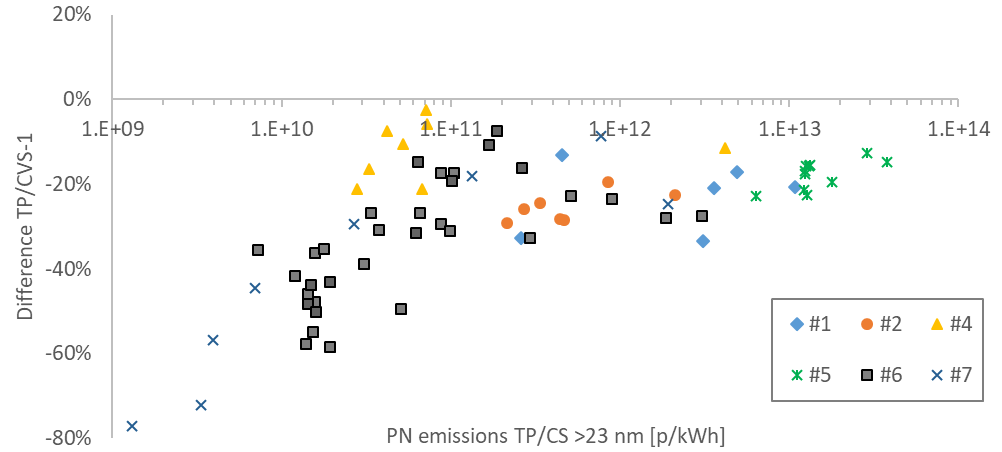 20%
0%
1.E+09 1.E+10 1.E+11 1.E+12 1.E+13 1.E+14
-20%
Difference TP/CVS-1
-40%
#1 #2 #4
-60%
#5 #6 #7
-80%
PN emissions TP/CS >23 nm [p/kWh]